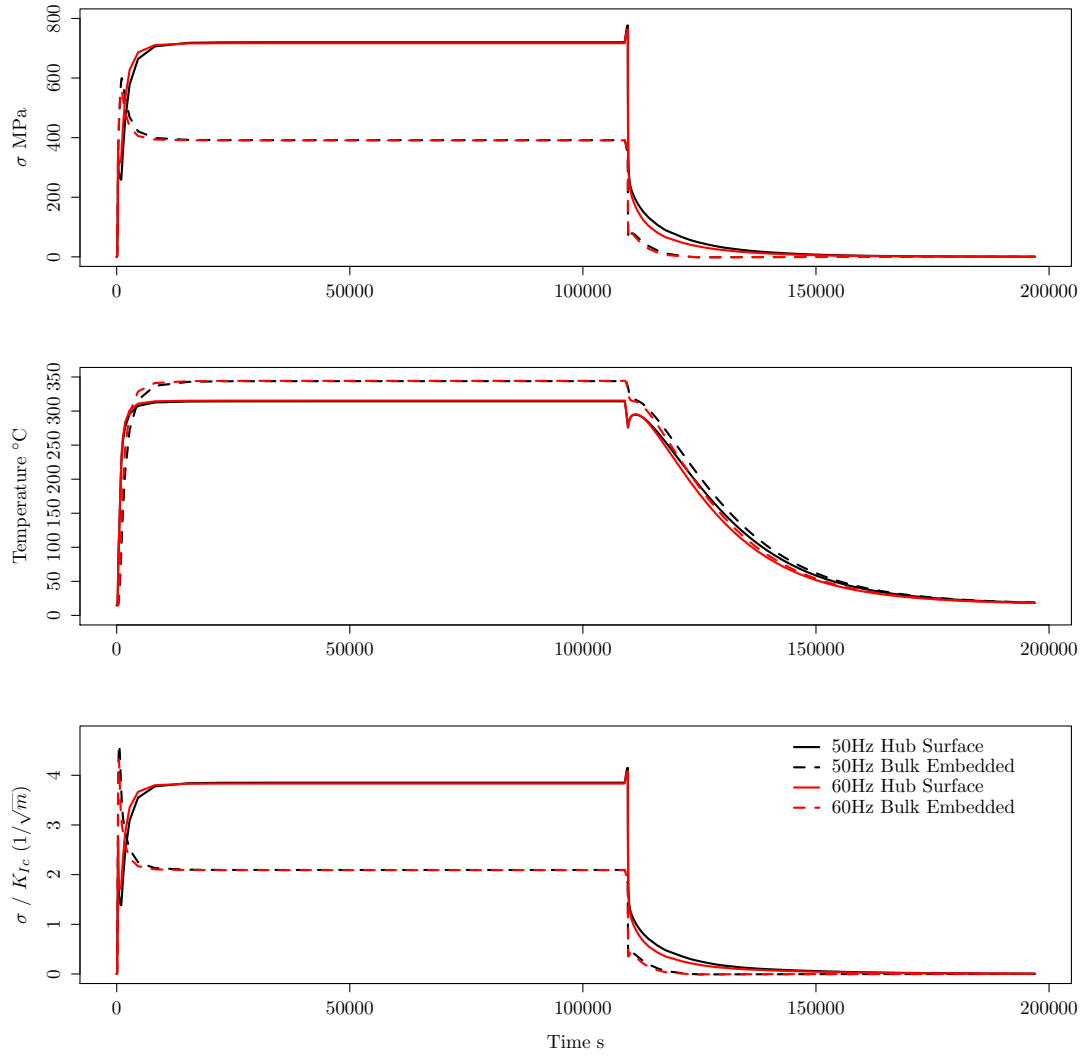 800
600
400
200
0
σ MPa
0 50000 100000 150000 200000
350
300
250
200
150
100
50
0
Temperature °C
0 50000 100000 150000 200000
4
3
2
1
0
σ / K_{Ic} (1/√m)
50Hz Hub Surface
50Hz Bulk Embedded
60Hz Hub Surface
60Hz Bulk Embedded
0 50000 100000 150000 200000
Time s